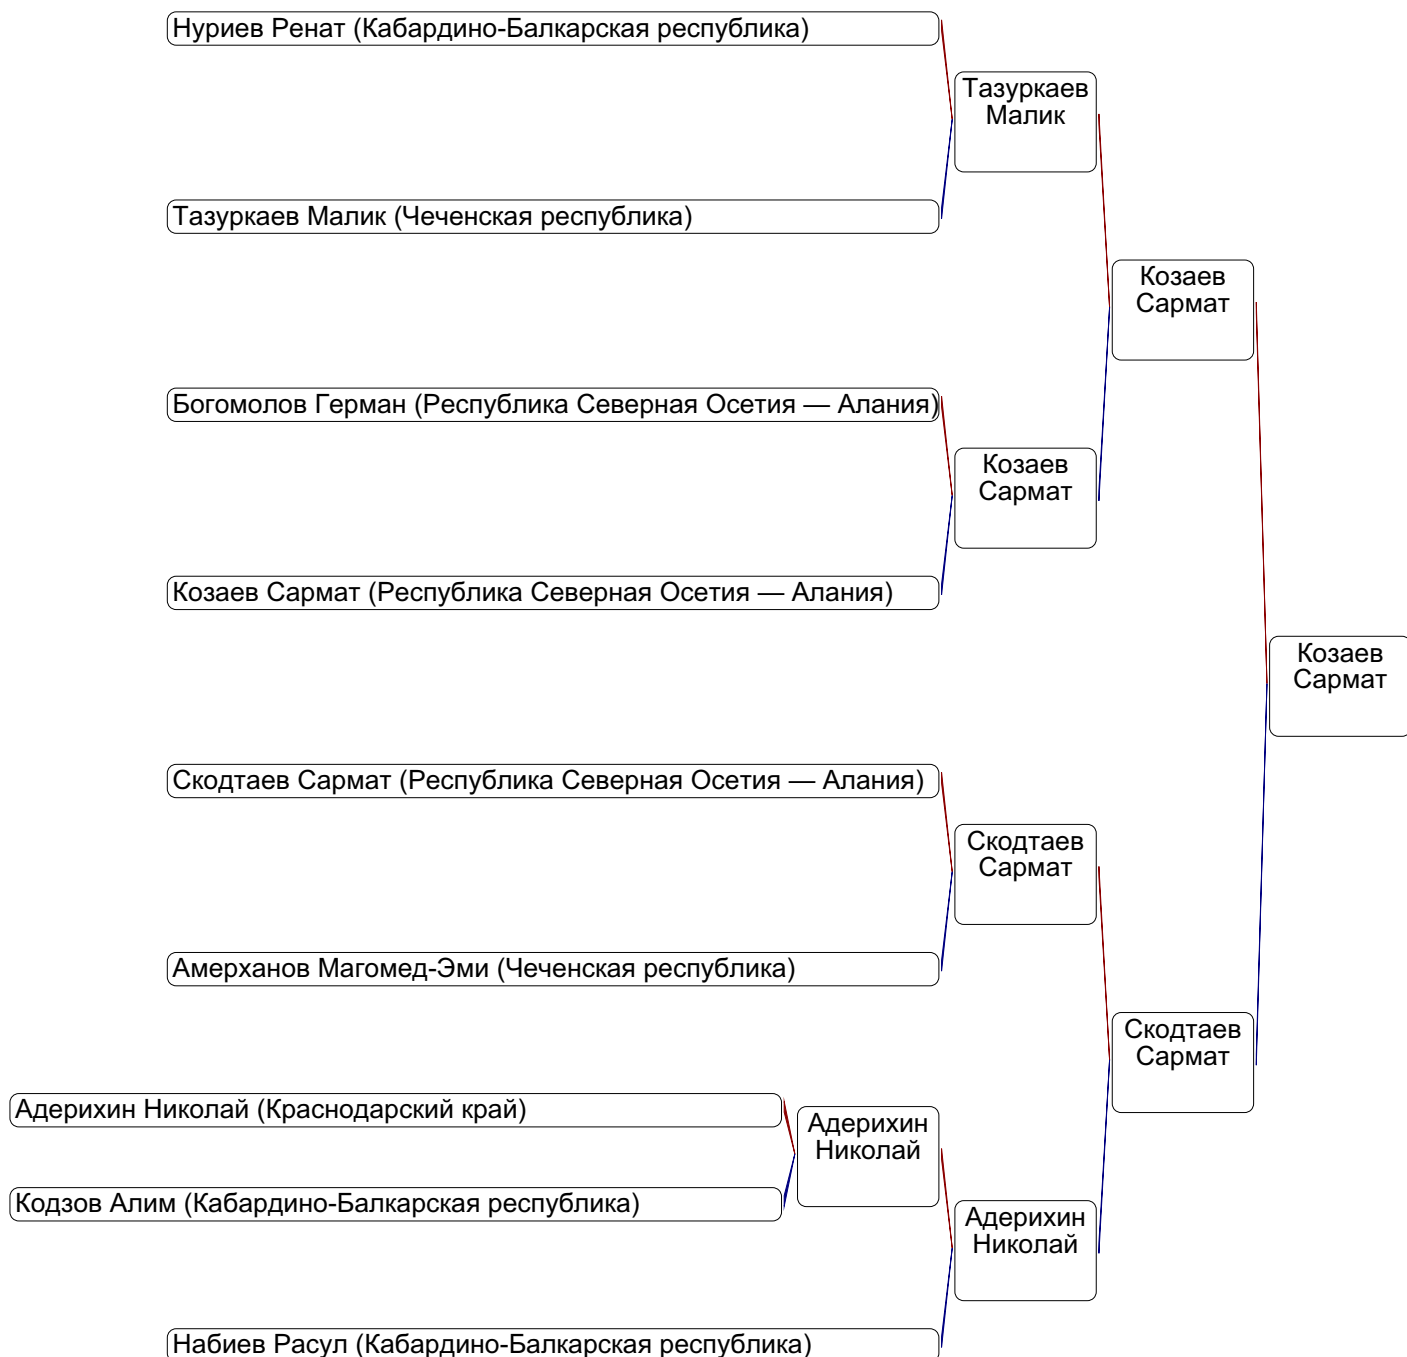 Нуриев Ренат (Кабардино-Балкарская республика)
Тазуркаев
Малик
Тазуркаев Малик (Чеченская республика)
Козаев
Сармат
Богомолов Герман (Республика Северная Осетия — Алания)
Козаев
Сармат
Козаев Сармат (Республика Северная Осетия — Алания)
Козаев
Сармат
Скодтаев Сармат (Республика Северная Осетия — Алания)
Скодтаев
Сармат
Амерханов Магомед-Эми (Чеченская республика)
Скодтаев
Сармат
Адерихин Николай (Краснодарский край)
Адерихин
Николай
Кодзов Алим (Кабардино-Балкарская республика)
Адерихин
Николай
Набиев Расул (Кабардино-Балкарская республика)